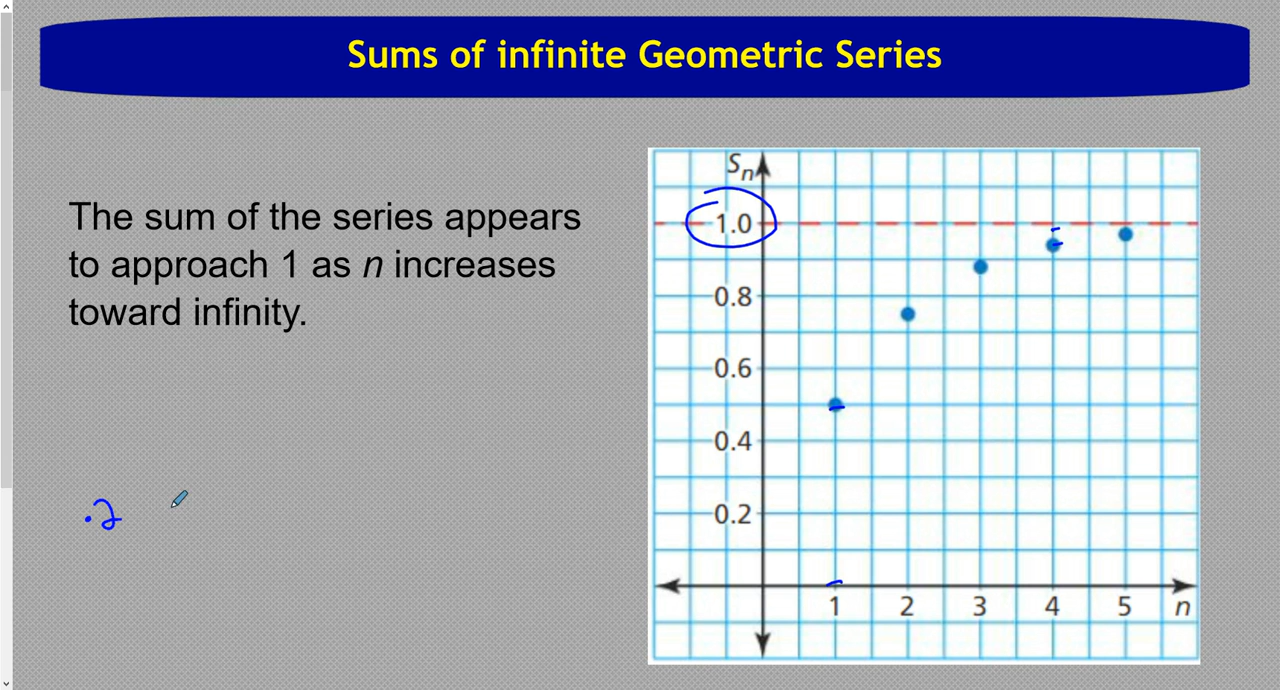 Sums of infinite Geometric Series
The sum of the series appears
to approach 1 as n increases
toward infinity.
.2
Sn
1.0
0.8
0.6
0.4
0.2
1 2 3 4 5 n